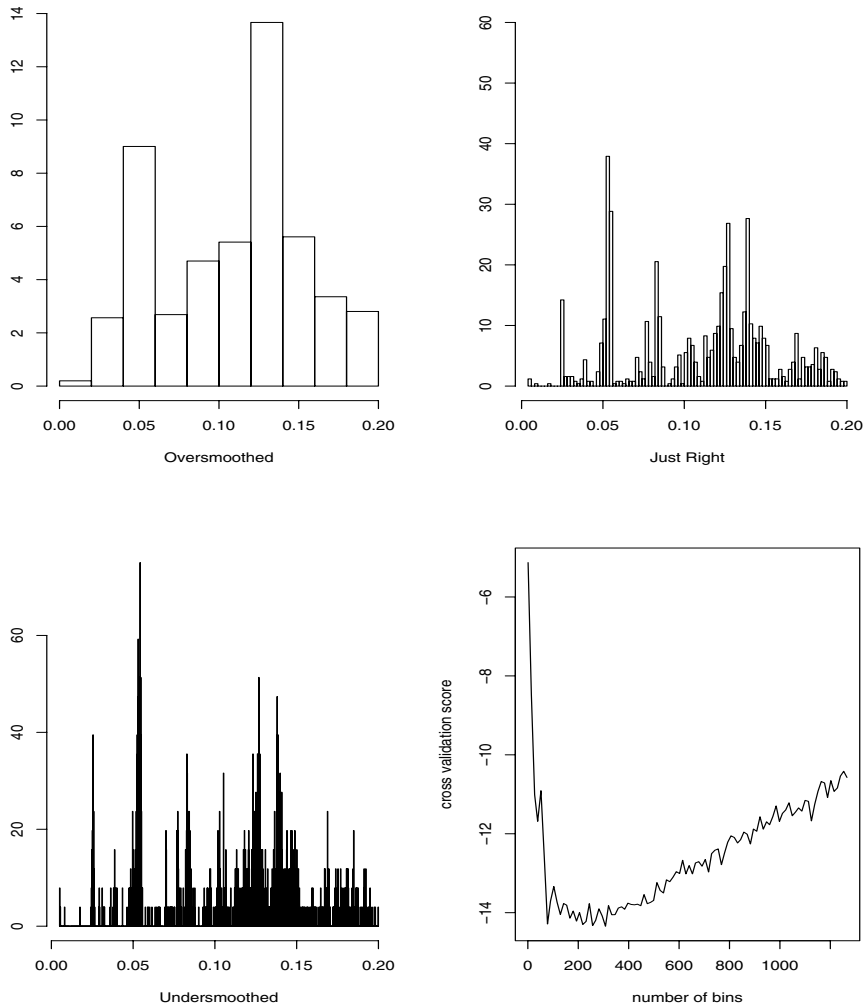 14
12
10
8
6
4
2
0
0.00 0.05 0.10 0.15 0.20
Oversmoothed
60
50
40
30
20
10
0
0.00 0.05 0.10 0.15 0.20
Just Right
60
40
20
0
0.00 0.05 0.10 0.15 0.20
Undersmoothed
cross validation score
−6
−8
−10
−12
−14
0 200 400 600 800 1000
number of bins